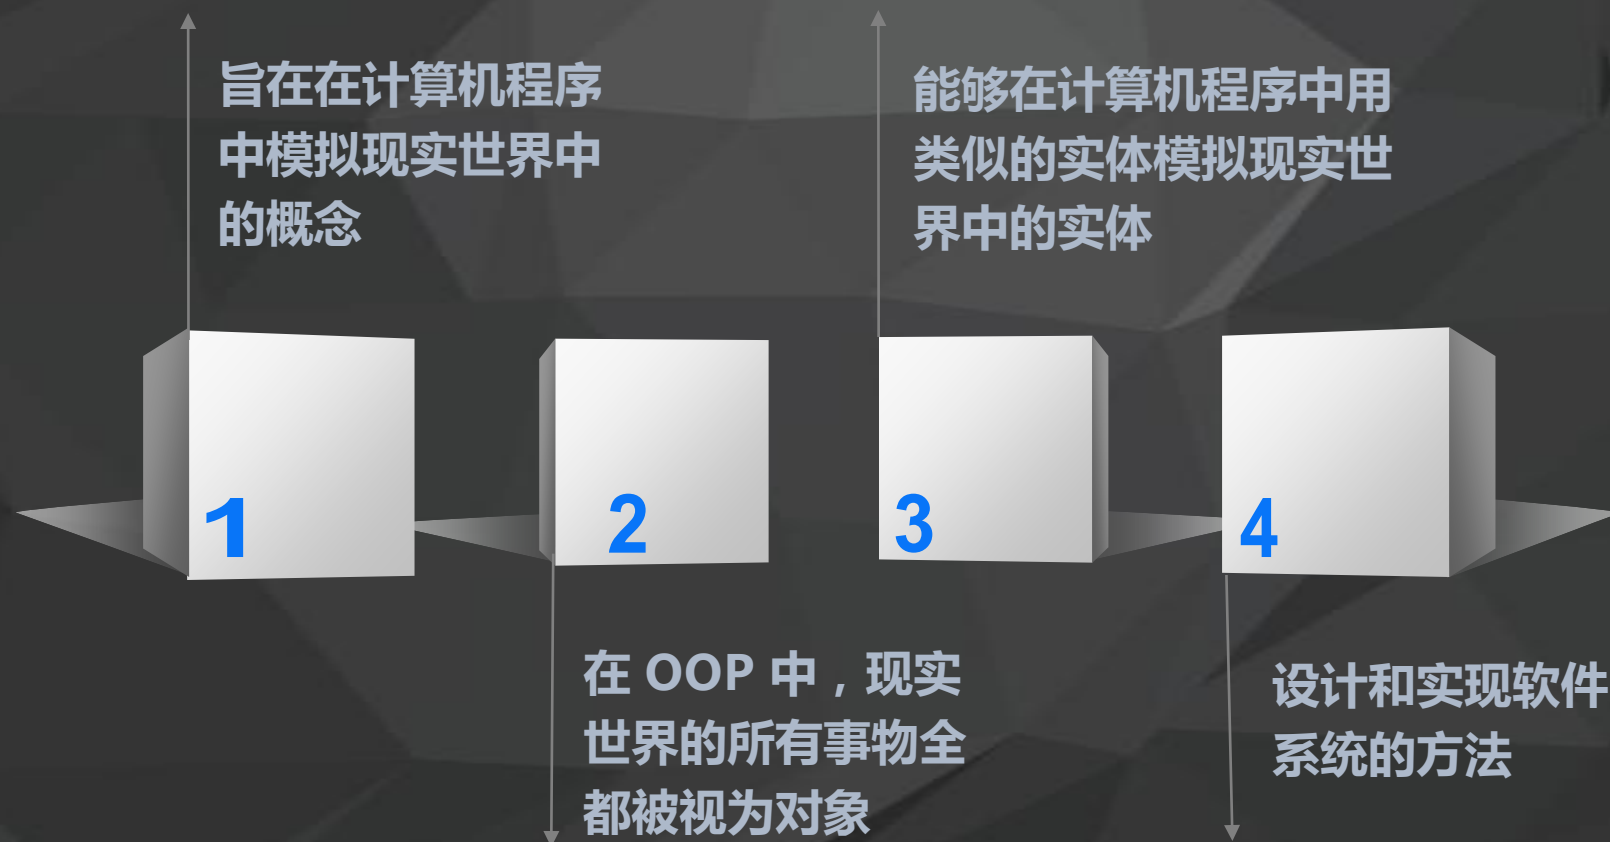 旨在在计算机程序
中模拟现实世界中
的概念
能够在计算机程序中用
类似的实体模拟现实世
界中的实体
1
2
3
4
在 OOP 中，现实
世界的所有事物全
都被视为对象
设计和实现软件
系统的方法